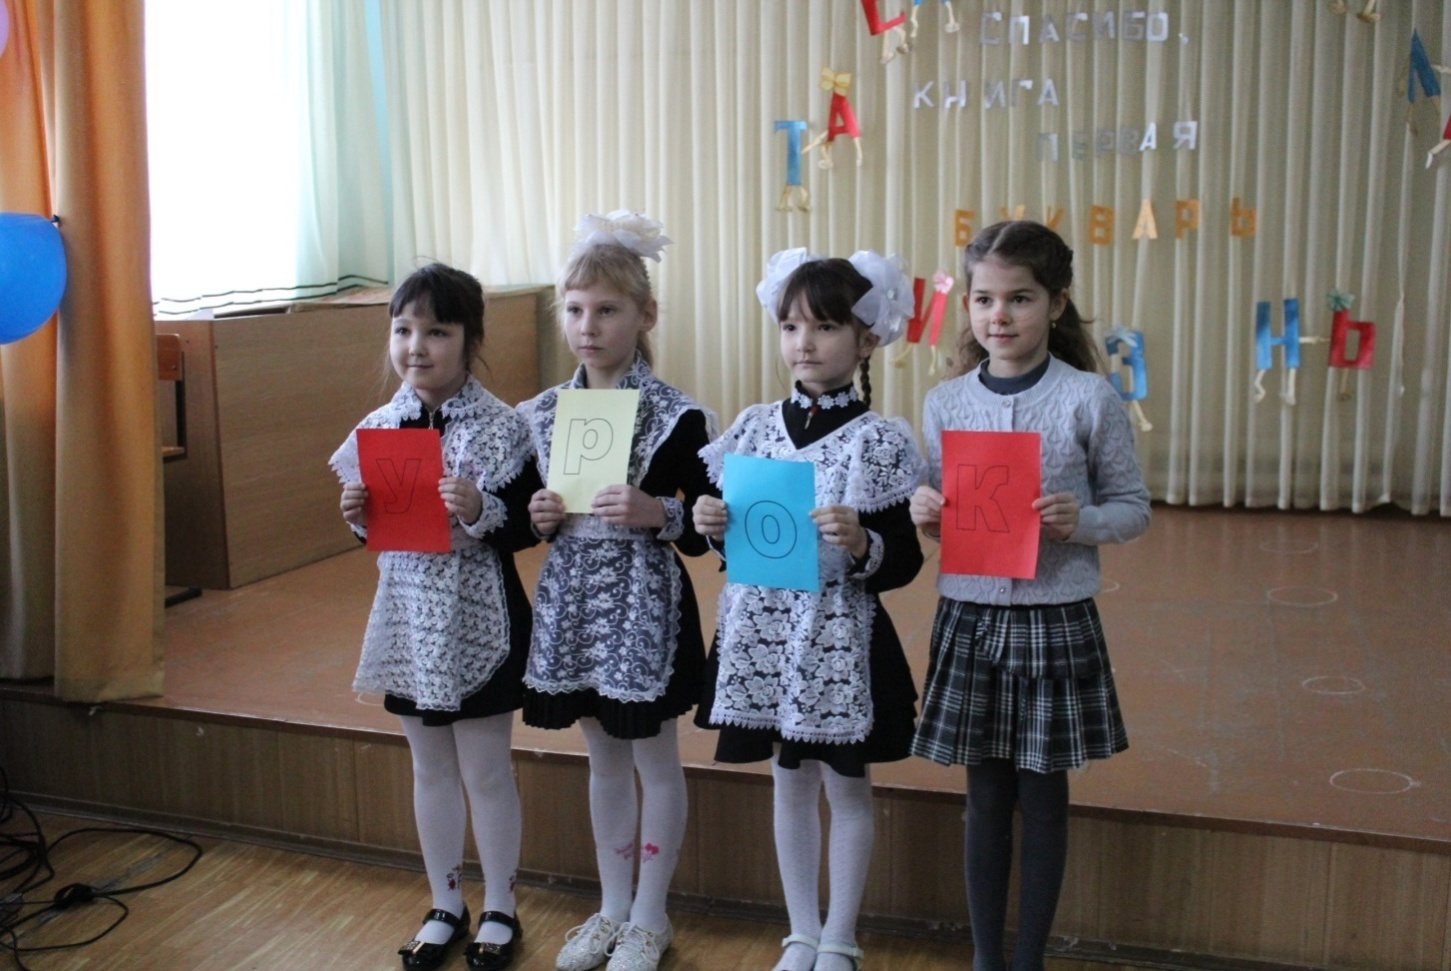 СПАСИБО,
КНИГА
ПЕРВАЯ
БУКВАРЬ
Т А
И З Н Ь
У р о К